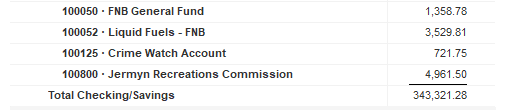 100050 · FNB General Fund 1,358.78
100052 · Liquid Fuels - FNB 3,529.81
100125 · Crime Watch Account 721.75
100800 · Jermyn Recreations Commission 4,961.50
Total Checking/Savings 343,321.28